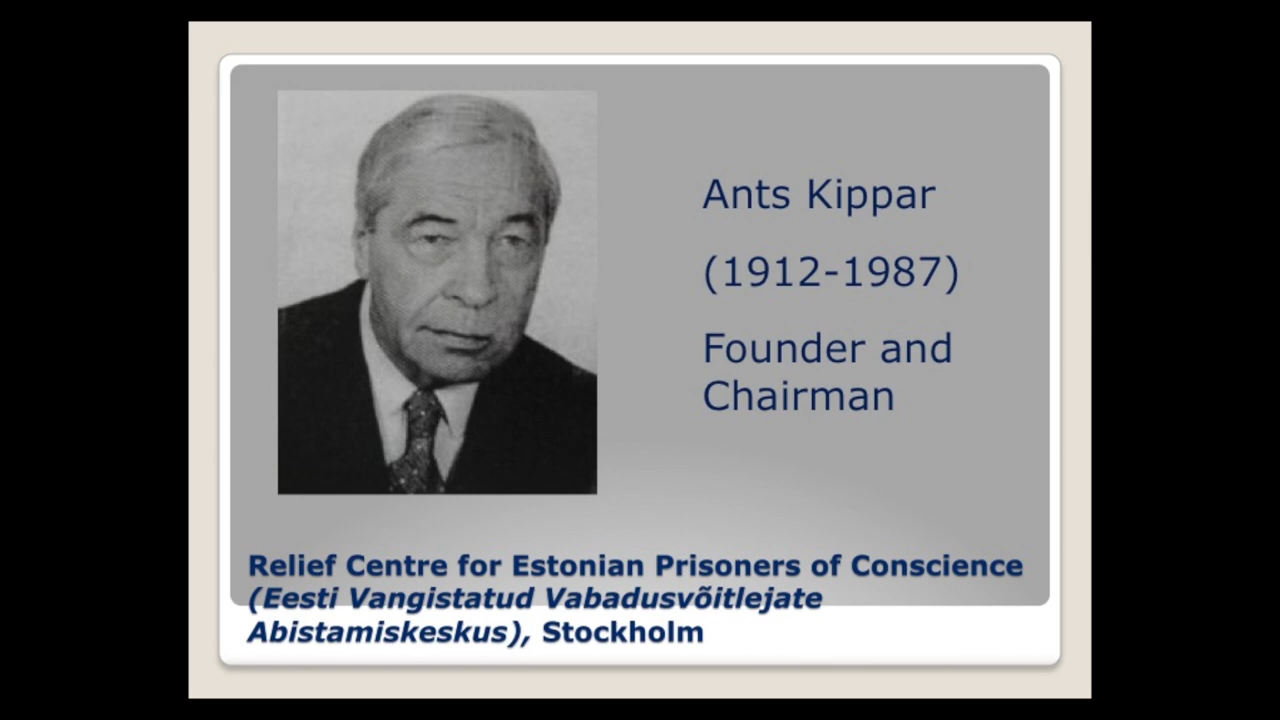 Ants Kippar
(1912-1987)
Founder and
Chairman
Relief Centre for Estonian Prisoners of Conscience
(Eesti Vangistatud Vabadusvõitlejate
Abistamiskeskus), Stockholm